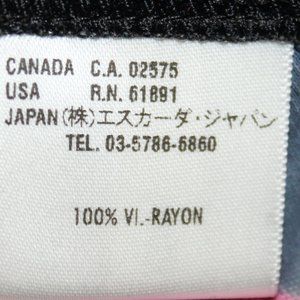 CANADA C.A. 02575
USA R.N. 61891
JAPAN(株)エスカーダ・ジャパン
TEL. 03-5786-6860
100% VI.-RAYON